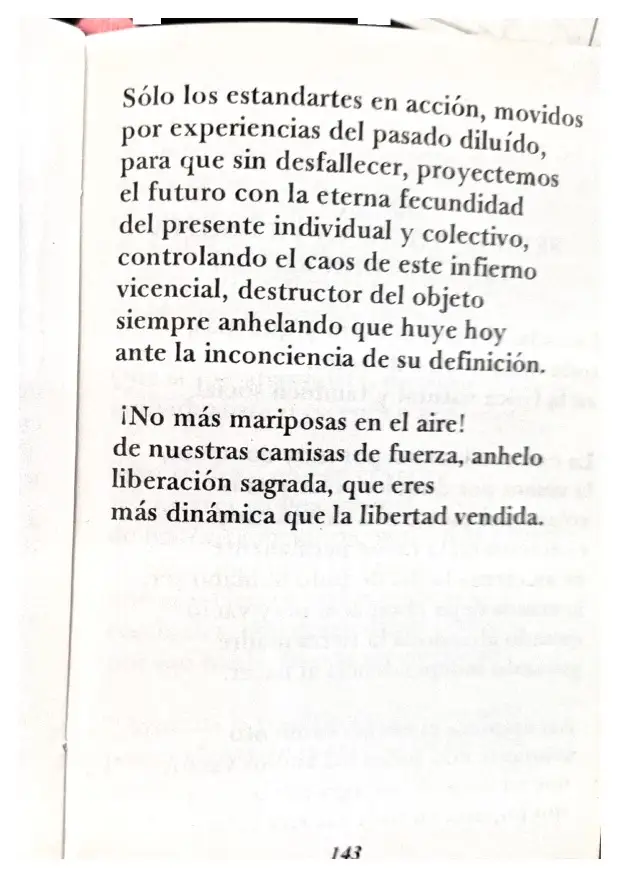 Sólo los estandartes en acción, movidos
por experiencias del pasado diluído,
para que sin desfallecer, proyectemos
el futuro con la eterna fecundidad
del presente individual y colectivo,
controlando el caos de este infierno
vicencial, destructor del objeto
siempre anhelando que huye hoy
ante la inconciencia de su definición.
¡No más mariposas en el aire!
de nuestras camisas de fuerza, anhelo
liberación sagrada, que eres
más dinámica que la libertad vendida.
143